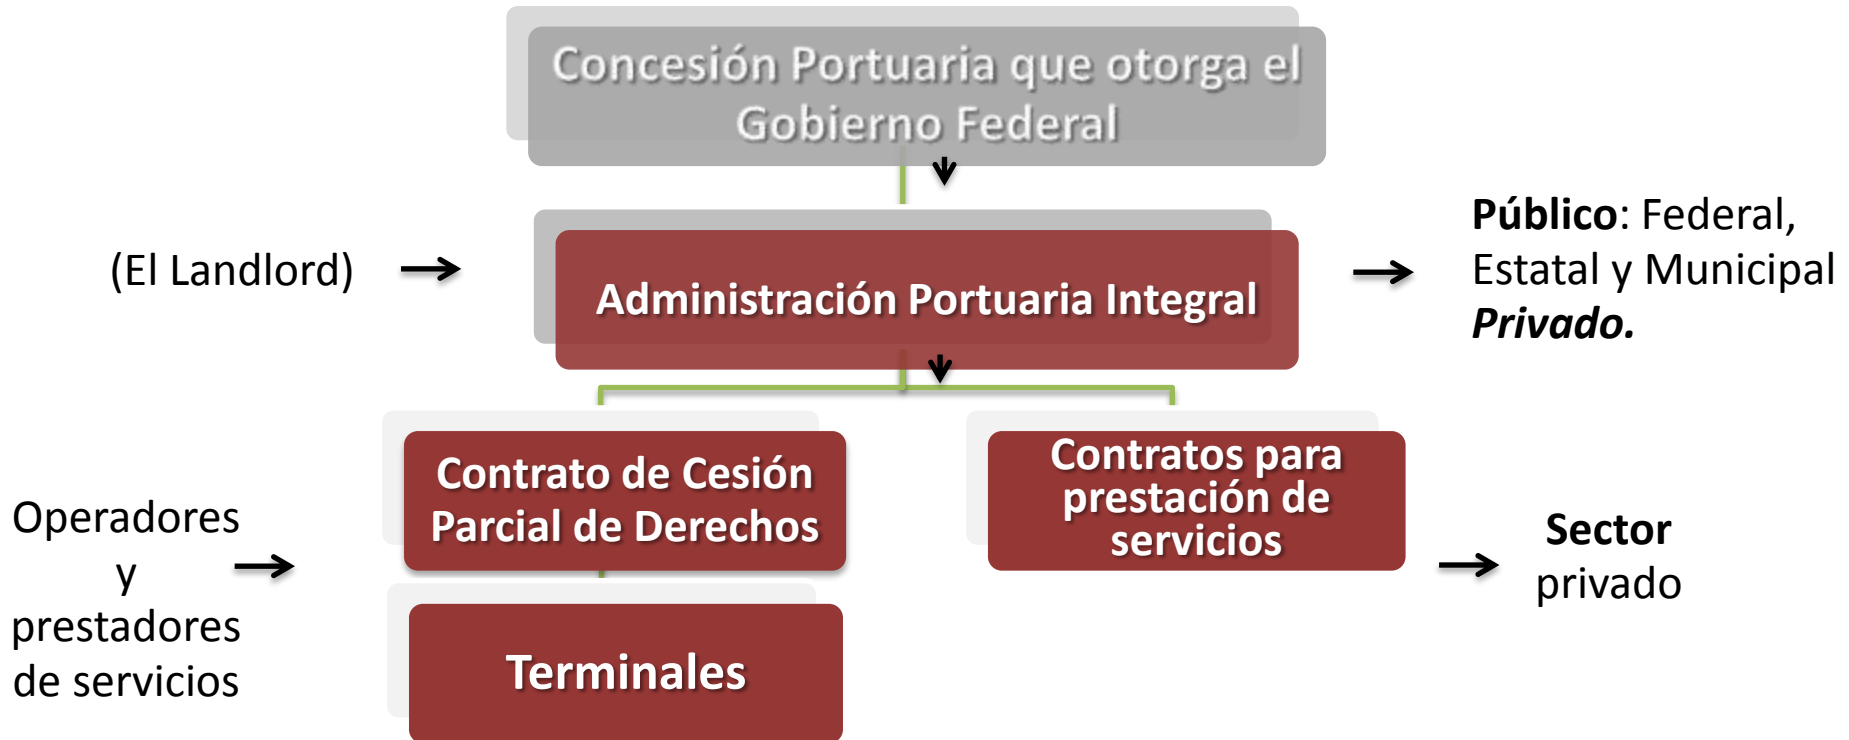 Concesión Portuaria que otorga el
Gobierno Federal
(El Landlord)
Administración Portuaria Integral
Público: Federal,
Estatal y Municipal
Privado.
Operadores
y
prestadores
de servicios
Contrato de Cesión
Parcial de Derechos
Contratos para
prestación de
servicios
Sector
privado
Terminales